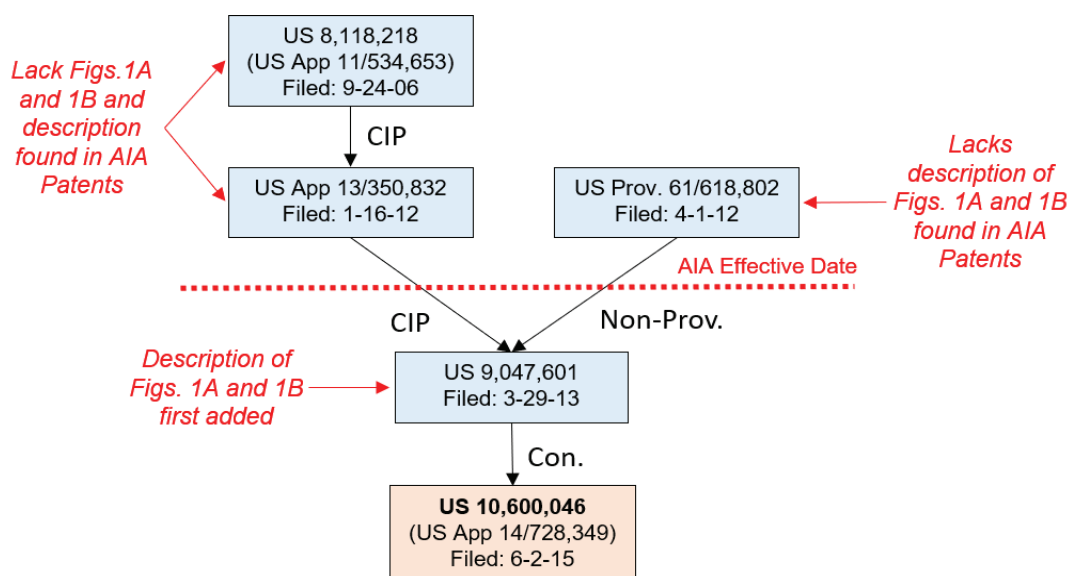 US 8,118,218
(US App 11/534,653)
Filed: 9-24-06
Lack Figs.1A
and 1B and
description
found in AIA
Patents
CIP
US App 13/350,832
Filed: 1-16-12
US Prov. 61/618,802
Filed: 4-1-12
Lacks
description of
Figs. 1A and 1B
found in AIA
Patents
AIA Effective Date
CIP
Non-Prov.
Description of
Figs. 1A and 1B
first added
US 9,047,601
Filed: 3-29-13
Con.
US 10,600,046
(US App 14/728,349)
Filed: 6-2-15